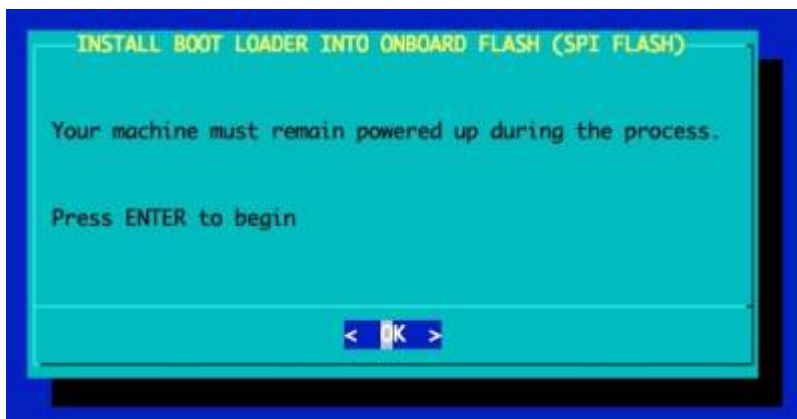 INSTALL BOOT LOADER INTO ONBOARD FLASH (SPI FLASH)
Your machine must remain powered up during the process.
Press ENTER to begin
< OK >